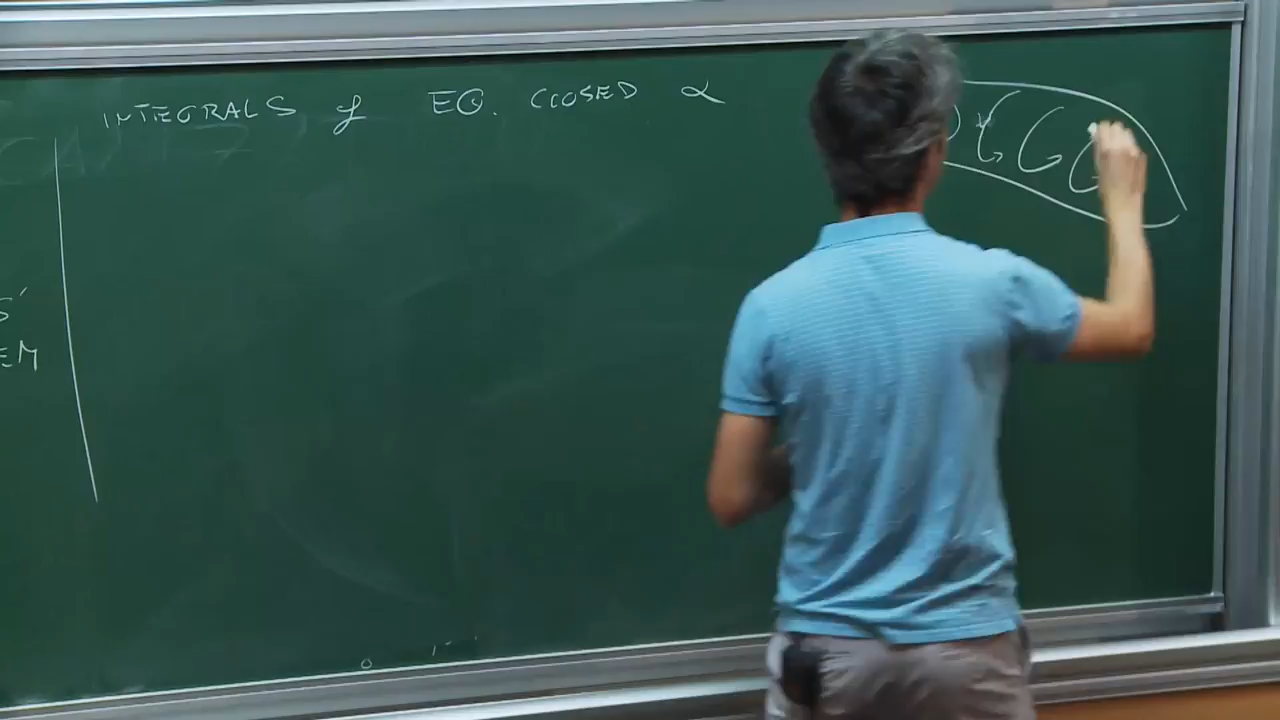 INTEGRALS of EQ. CLOSED α
S'
EM